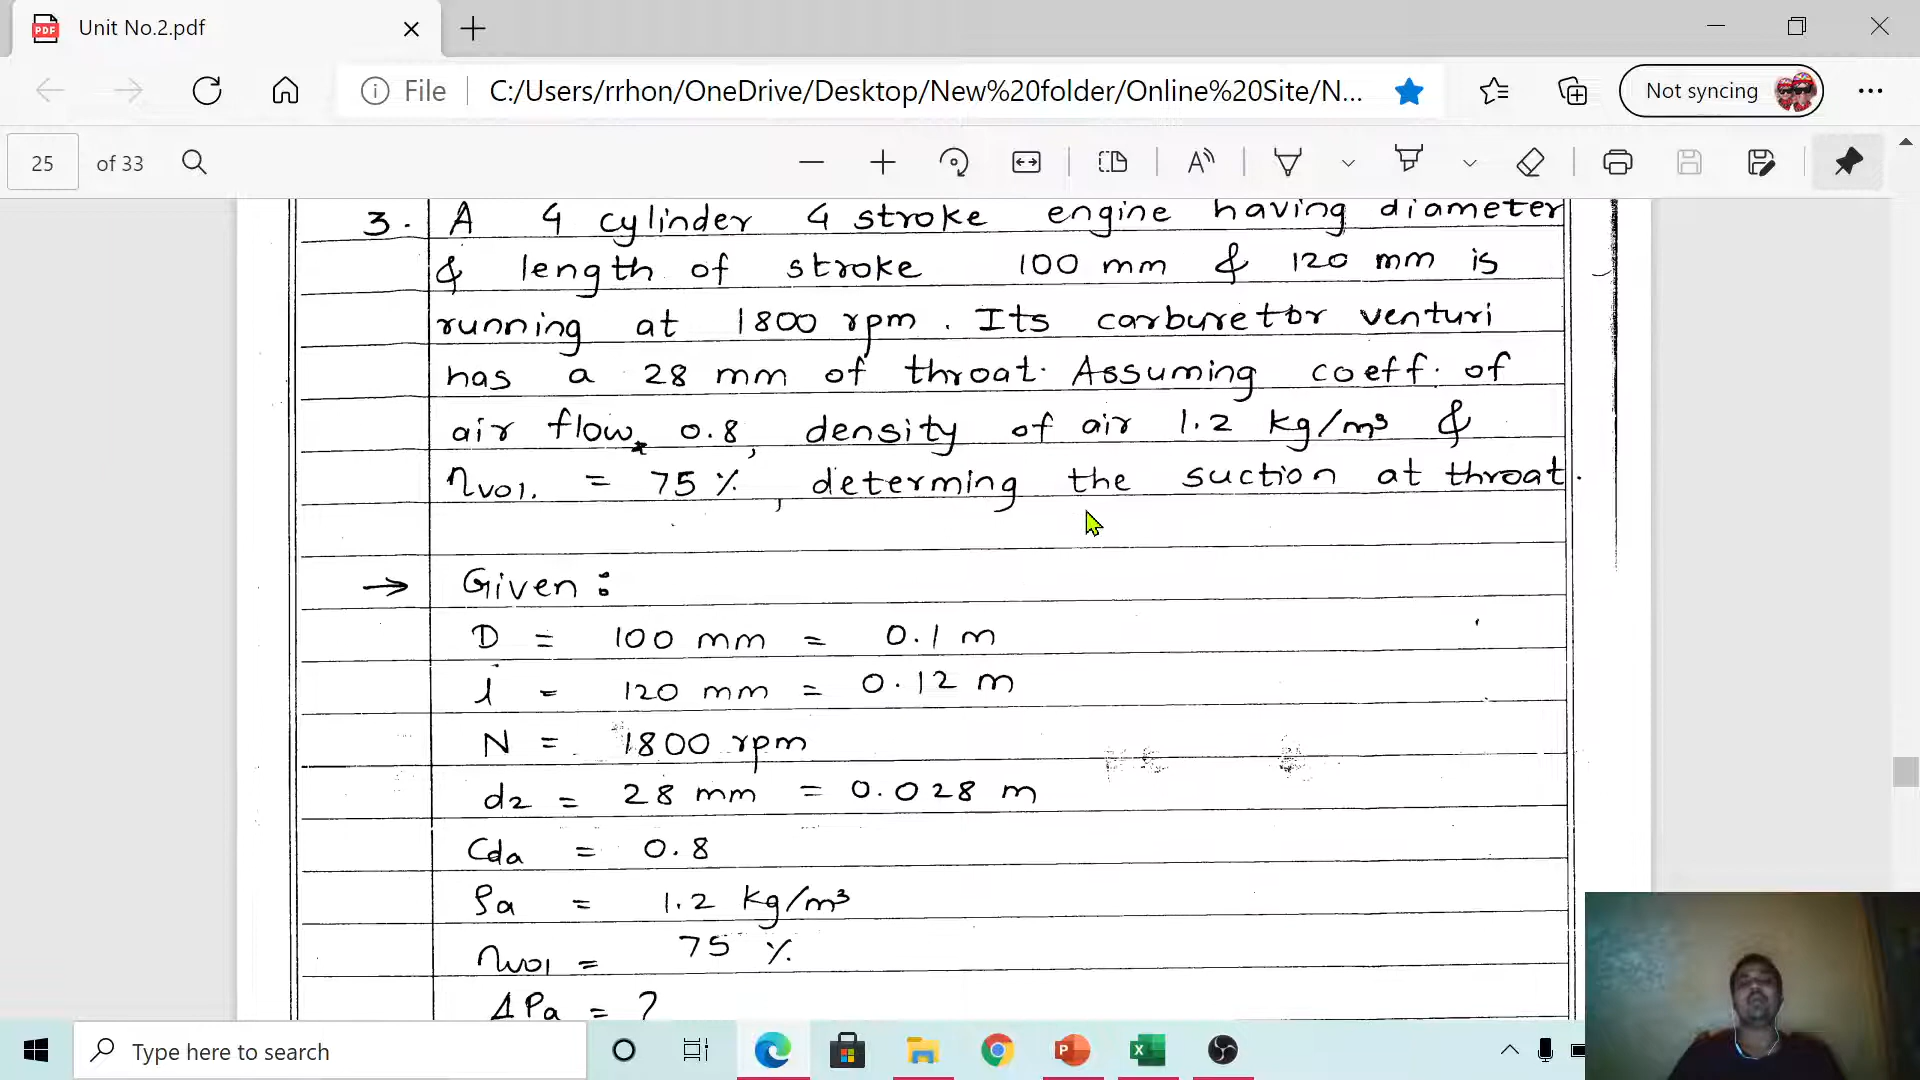 Unit No.2.pdf
File
C:/Users/rrhon/OneDrive/Desktop/New%20folder/Online%20Site/N...
Not syncing
25 of 33
3. A 4 cylinder 4 stroke engine having diameter
& length of stroke 100 mm & 120 mm is
running at 1800 rpm. Its carburettor venturi
has a 28 mm of throat. Assuming coeff. of
air flow 0.8, density of air 1.2 kg/m³ &
ηvol. = 75 %, determing the suction at throat.
→ Given :
D = 100 mm = 0.1 m
l = 120 mm = 0.12 m
N = 1800 rpm
d2 = 28 mm = 0.028 m
Cda = 0.8
ρa = 1.2 kg/m³
ηvol = 75 %
ΔPa = ?
Type here to search